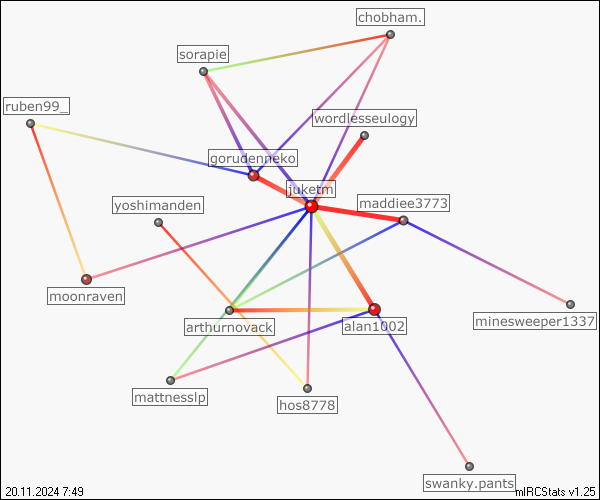 chobham.
sorapie
ruben99_
wordlesseulogy
gorudenneko
juketm
yoshimanden
maddiee3773
moonraven
arthurnovack
alan1002
minesweeper1337
mattnesslp
hos8778
swanky.pants
20.11.2024 7:49
mIRCStats v1.25